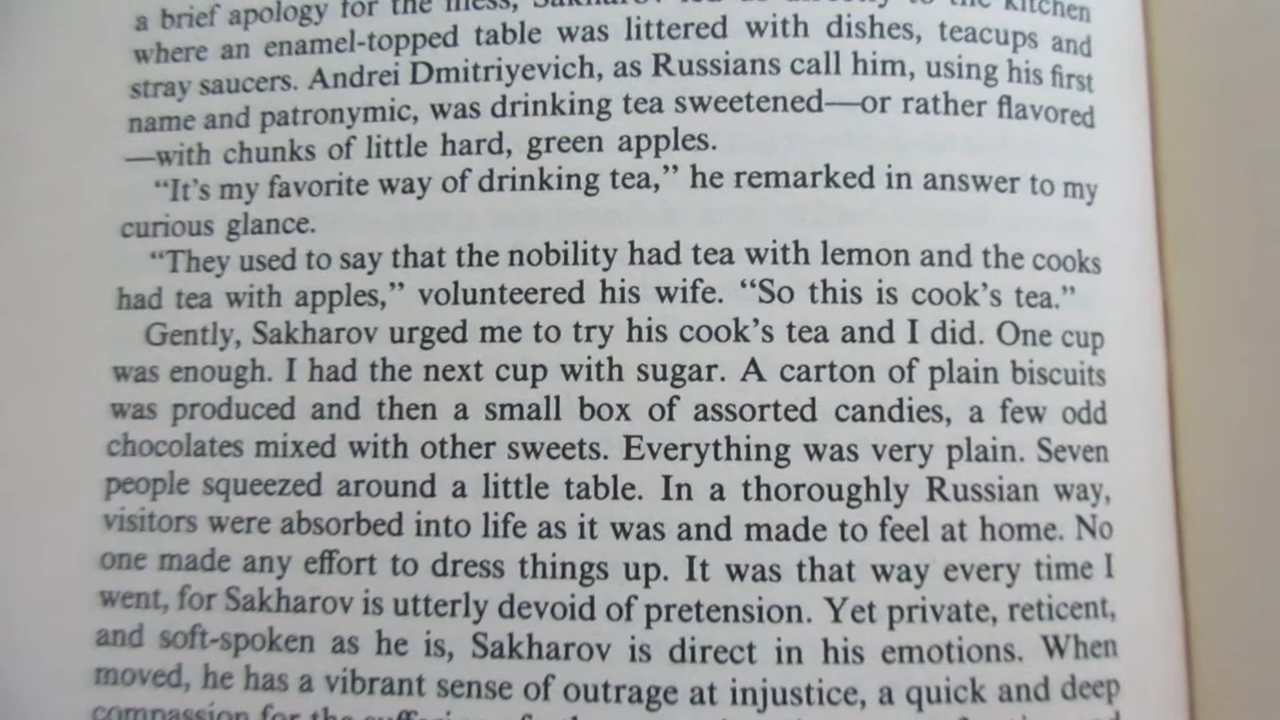 a brief apology for the mess, Sakharov led us directly to the kitchen
where an enamel-topped table was littered with dishes, teacups and
stray saucers. Andrei Dmitriyevich, as Russians call him, using his first
name and patronymic, was drinking tea sweetened—or rather flavored
—with chunks of little hard, green apples.
“It’s my favorite way of drinking tea,” he remarked in answer to my
curious glance.
“They used to say that the nobility had tea with lemon and the cooks
had tea with apples,” volunteered his wife. “So this is cook’s tea.”
Gently, Sakharov urged me to try his cook’s tea and I did. One cup
was enough. I had the next cup with sugar. A carton of plain biscuits
was produced and then a small box of assorted candies, a few odd
chocolates mixed with other sweets. Everything was very plain. Seven
people squeezed around a little table. In a thoroughly Russian way,
visitors were absorbed into life as it was and made to feel at home. No
one made any effort to dress things up. It was that way every time I
went, for Sakharov is utterly devoid of pretension. Yet private, reticent,
and soft-spoken as he is, Sakharov is direct in his emotions. When
moved, he has a vibrant sense of outrage at injustice, a quick and deep
compassion for the